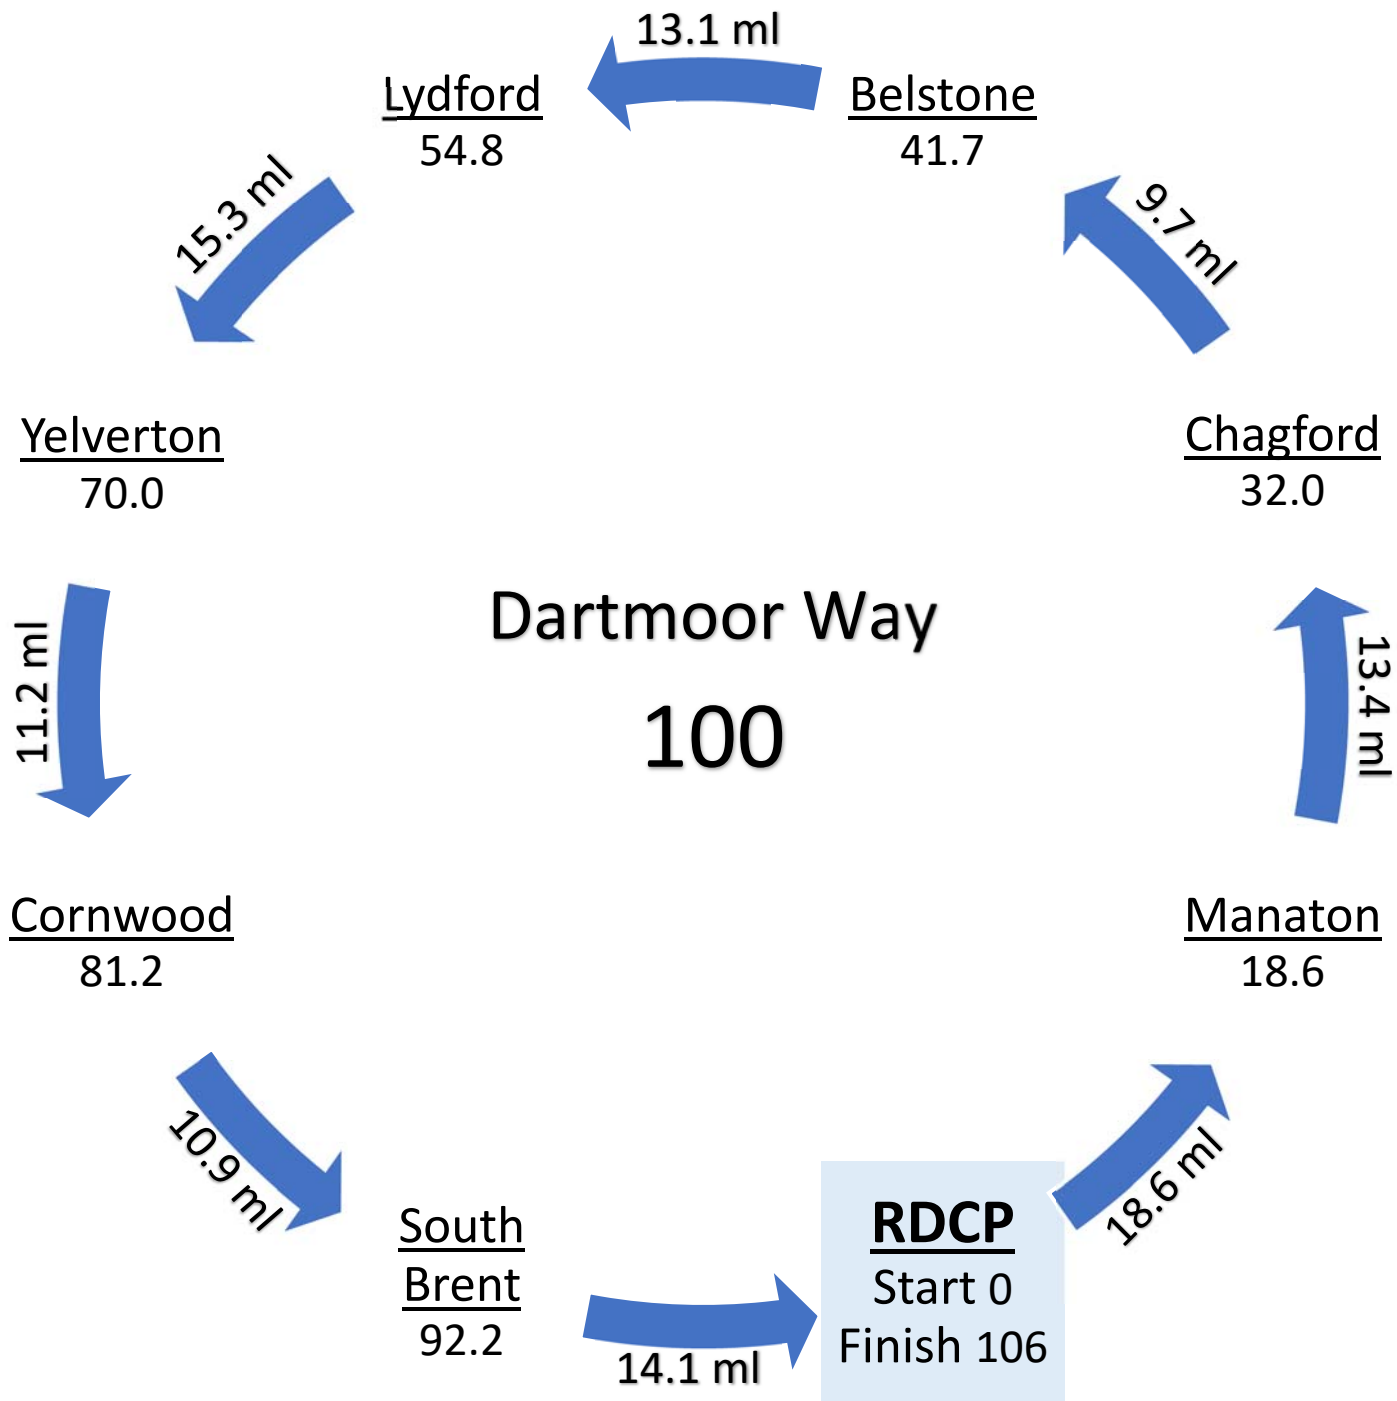 13.1 ml
Lydford
54.8
Belstone
41.7
15.3 ml
9.7 ml
Yelverton
70.0
Chagford
32.0
Dartmoor Way
100
11.2 ml
13.4 ml
Cornwood
81.2
Manaton
18.6
10.9 ml
18.6 ml
South
Brent
92.2
RDCP
Start 0
Finish 106
14.1 ml